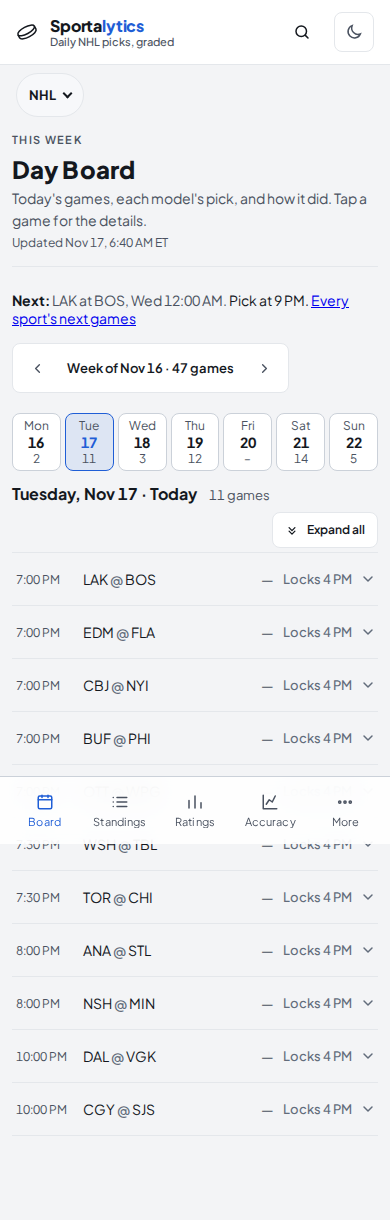 Sportalytics
Daily NHL picks, graded
NHL
THIS WEEK
Day Board
Today's games, each model's pick, and how it did. Tap a
game for the details.
Updated Nov 17, 6:40 AM ET
Next: LAK at BOS, Wed 12:00 AM. Pick at 9 PM. Every
sport's next games
Week of Nov 16 · 47 games
Mon Tue Wed Thu Fri Sat Sun
16 17 18 19 20 21 22
2 11 3 12 – 14 5
Tuesday, Nov 17 · Today 11 games
Expand all
7:00 PM LAK @ BOS — Locks 4 PM
7:00 PM EDM @ FLA — Locks 4 PM
7:00 PM CBJ @ NYI — Locks 4 PM
7:00 PM BUF @ PHI — Locks 4 PM
Board Standings Ratings Accuracy More
7:30 PM WSH @ TBL — Locks 4 PM
7:30 PM TOR @ CHI — Locks 4 PM
8:00 PM ANA @ STL — Locks 4 PM
8:00 PM NSH @ MIN — Locks 4 PM
10:00 PM DAL @ VGK — Locks 4 PM
10:00 PM CGY @ SJS — Locks 4 PM